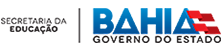 SECRETARIA DA
EDUCAÇÃO
BAHIA
GOVERNO DO ESTADO